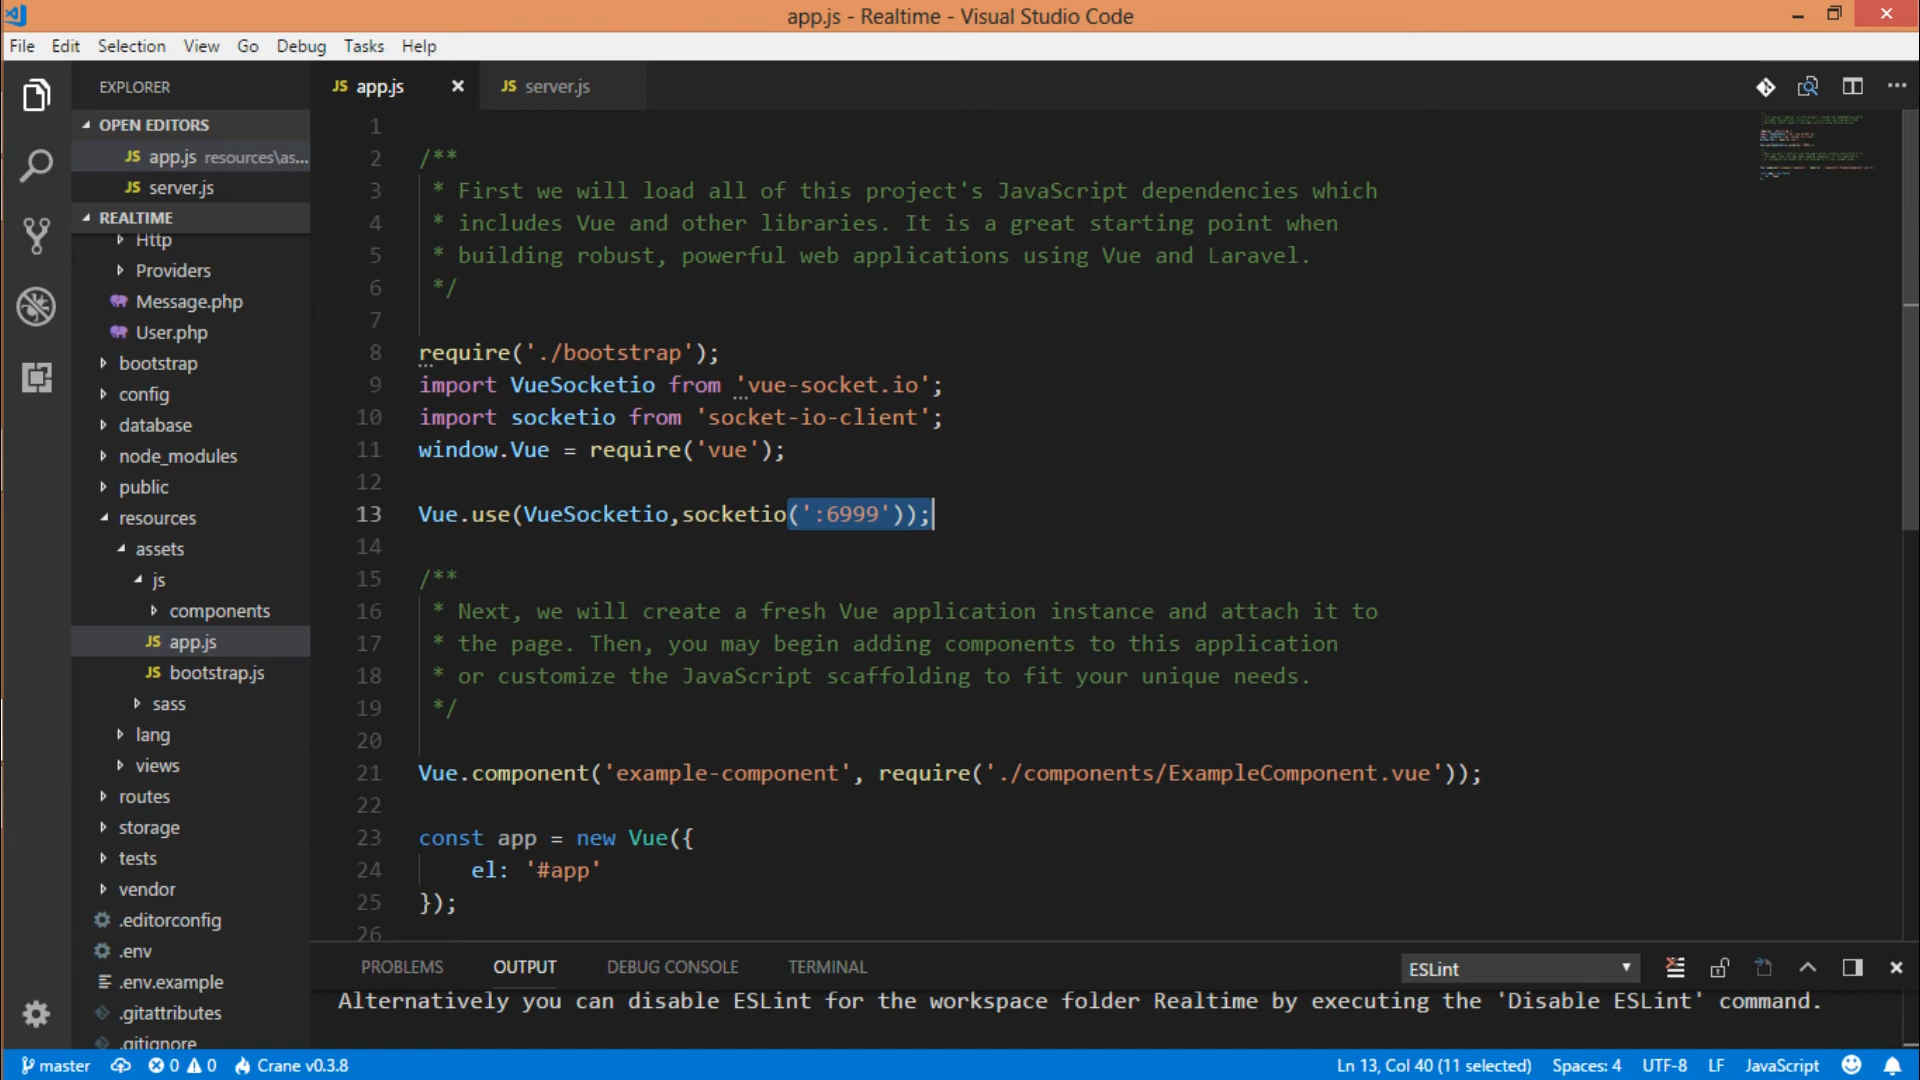 app.js - Realtime - Visual Studio Code
File Edit Selection View Go Debug Tasks Help
EXPLORER
OPEN EDITORS
JS app.js resources\as...
JS server.js
REALTIME
Http
Providers
Message.php
User.php
bootstrap
config
database
node_modules
public
resources
assets
js
components
JS app.js
JS bootstrap.js
sass
lang
views
routes
storage
tests
vendor
.editorconfig
.env
.env.example
.gitattributes
.gitignore
JS app.js JS server.js
1
2 /**
3 * First we will load all of this project's JavaScript dependencies which
4 * includes Vue and other libraries. It is a great starting point when
5 * building robust, powerful web applications using Vue and Laravel.
6 */
7
8 require('./bootstrap');
9 import VueSocketio from 'vue-socket.io';
10 import socketio from 'socket-io-client';
11 window.Vue = require('vue');
12
13 Vue.use(VueSocketio,socketio(':6999'));
14
15 /**
16 * Next, we will create a fresh Vue application instance and attach it to
17 * the page. Then, you may begin adding components to this application
18 * or customize the JavaScript scaffolding to fit your unique needs.
19 */
20
21 Vue.component('example-component', require('./components/ExampleComponent.vue'));
22
23 const app = new Vue({
24 el: '#app'
25 });
26
PROBLEMS OUTPUT DEBUG CONSOLE TERMINAL ESLint
Alternatively you can disable ESLint for the workspace folder Realtime by executing the 'Disable ESLint' command.
master 0 0 Crane v0.3.8 Ln 13, Col 40 (11 selected) Spaces: 4 UTF-8 LF JavaScript